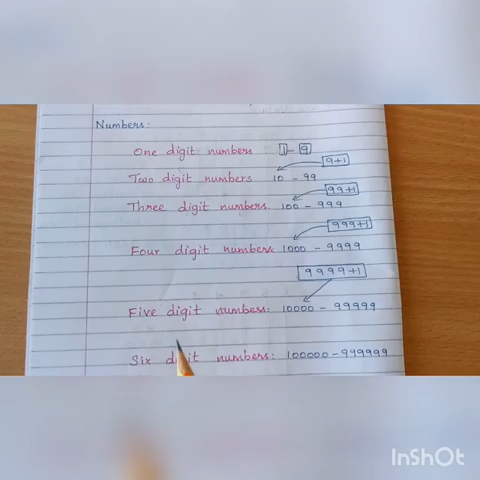 Numbers:
One digit numbers 1 - 9
9+1
Two digit numbers 10 - 99
99+1
Three digit numbers. 100 - 999
999+1
Four digit numbers 1000 - 9999
9999+1
Five digit numbers: 10000 - 99999
Six digit numbers: 100000 - 999999
InShOt